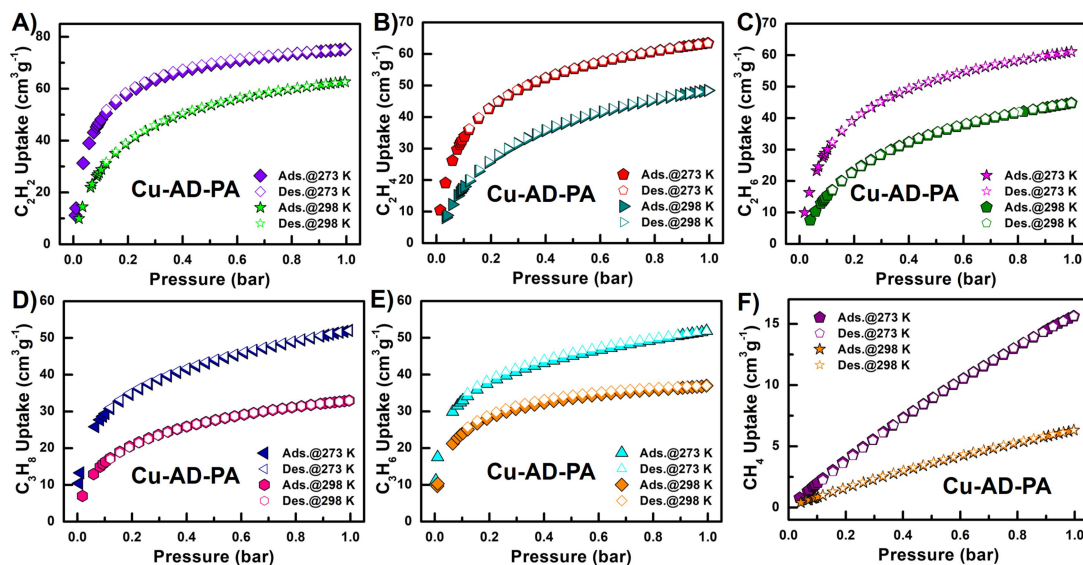 A)
C₂H₂ Uptake (cm³g⁻¹)
80
60
40
20
0
Cu-AD-PA
Ads.@273 K
Des.@273 K
Ads.@298 K
Des.@298 K
0.0 0.2 0.4 0.6 0.8 1.0
Pressure (bar)
B)
C₂H₄ Uptake (cm³g⁻¹)
70
60
50
40
30
20
10
0
Ads.@273 K
Des.@273 K
Ads.@298 K
Des.@298 K
Cu-AD-PA
0.0 0.2 0.4 0.6 0.8 1.0
Pressure (bar)
C)
C₂H₆ Uptake (cm³g⁻¹)
70
60
50
40
30
20
10
0
Ads.@273 K
Des.@273 K
Ads.@298 K
Des.@298 K
Cu-AD-PA
0.0 0.2 0.4 0.6 0.8 1.0
Pressure (bar)
D)
C₃H₈ Uptake (cm³g⁻¹)
60
50
40
30
20
10
0
Cu-AD-PA
Ads.@273 K
Des.@273 K
Ads.@298 K
Des.@298 K
0.0 0.2 0.4 0.6 0.8 1.0
Pressure (bar)
E)
C₃H₆ Uptake (cm³g⁻¹)
60
50
40
30
20
10
0
Ads.@273 K
Des.@273 K
Ads.@298 K
Des.@298 K
Cu-AD-PA
0.0 0.2 0.4 0.6 0.8 1.0
Pressure (bar)
F)
CH₄ Uptake (cm³g⁻¹)
15
10
5
0
Ads.@273 K
Des.@273 K
Ads.@298 K
Des.@298 K
Cu-AD-PA
0.0 0.2 0.4 0.6 0.8 1.0
Pressure (bar)